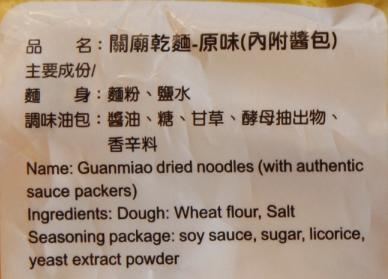 品　　名：關廟乾麵-原味(內附醬包)
主要成份/
麵　　身：麵粉、鹽水
調味油包：醬油、糖、甘草、酵母抽出物、
香辛料
Name: Guanmiao dried noodles (with authentic
sauce packers)
Ingredients: Dough: Wheat flour, Salt
Seasoning package: soy sauce, sugar, licorice,
yeast extract powder